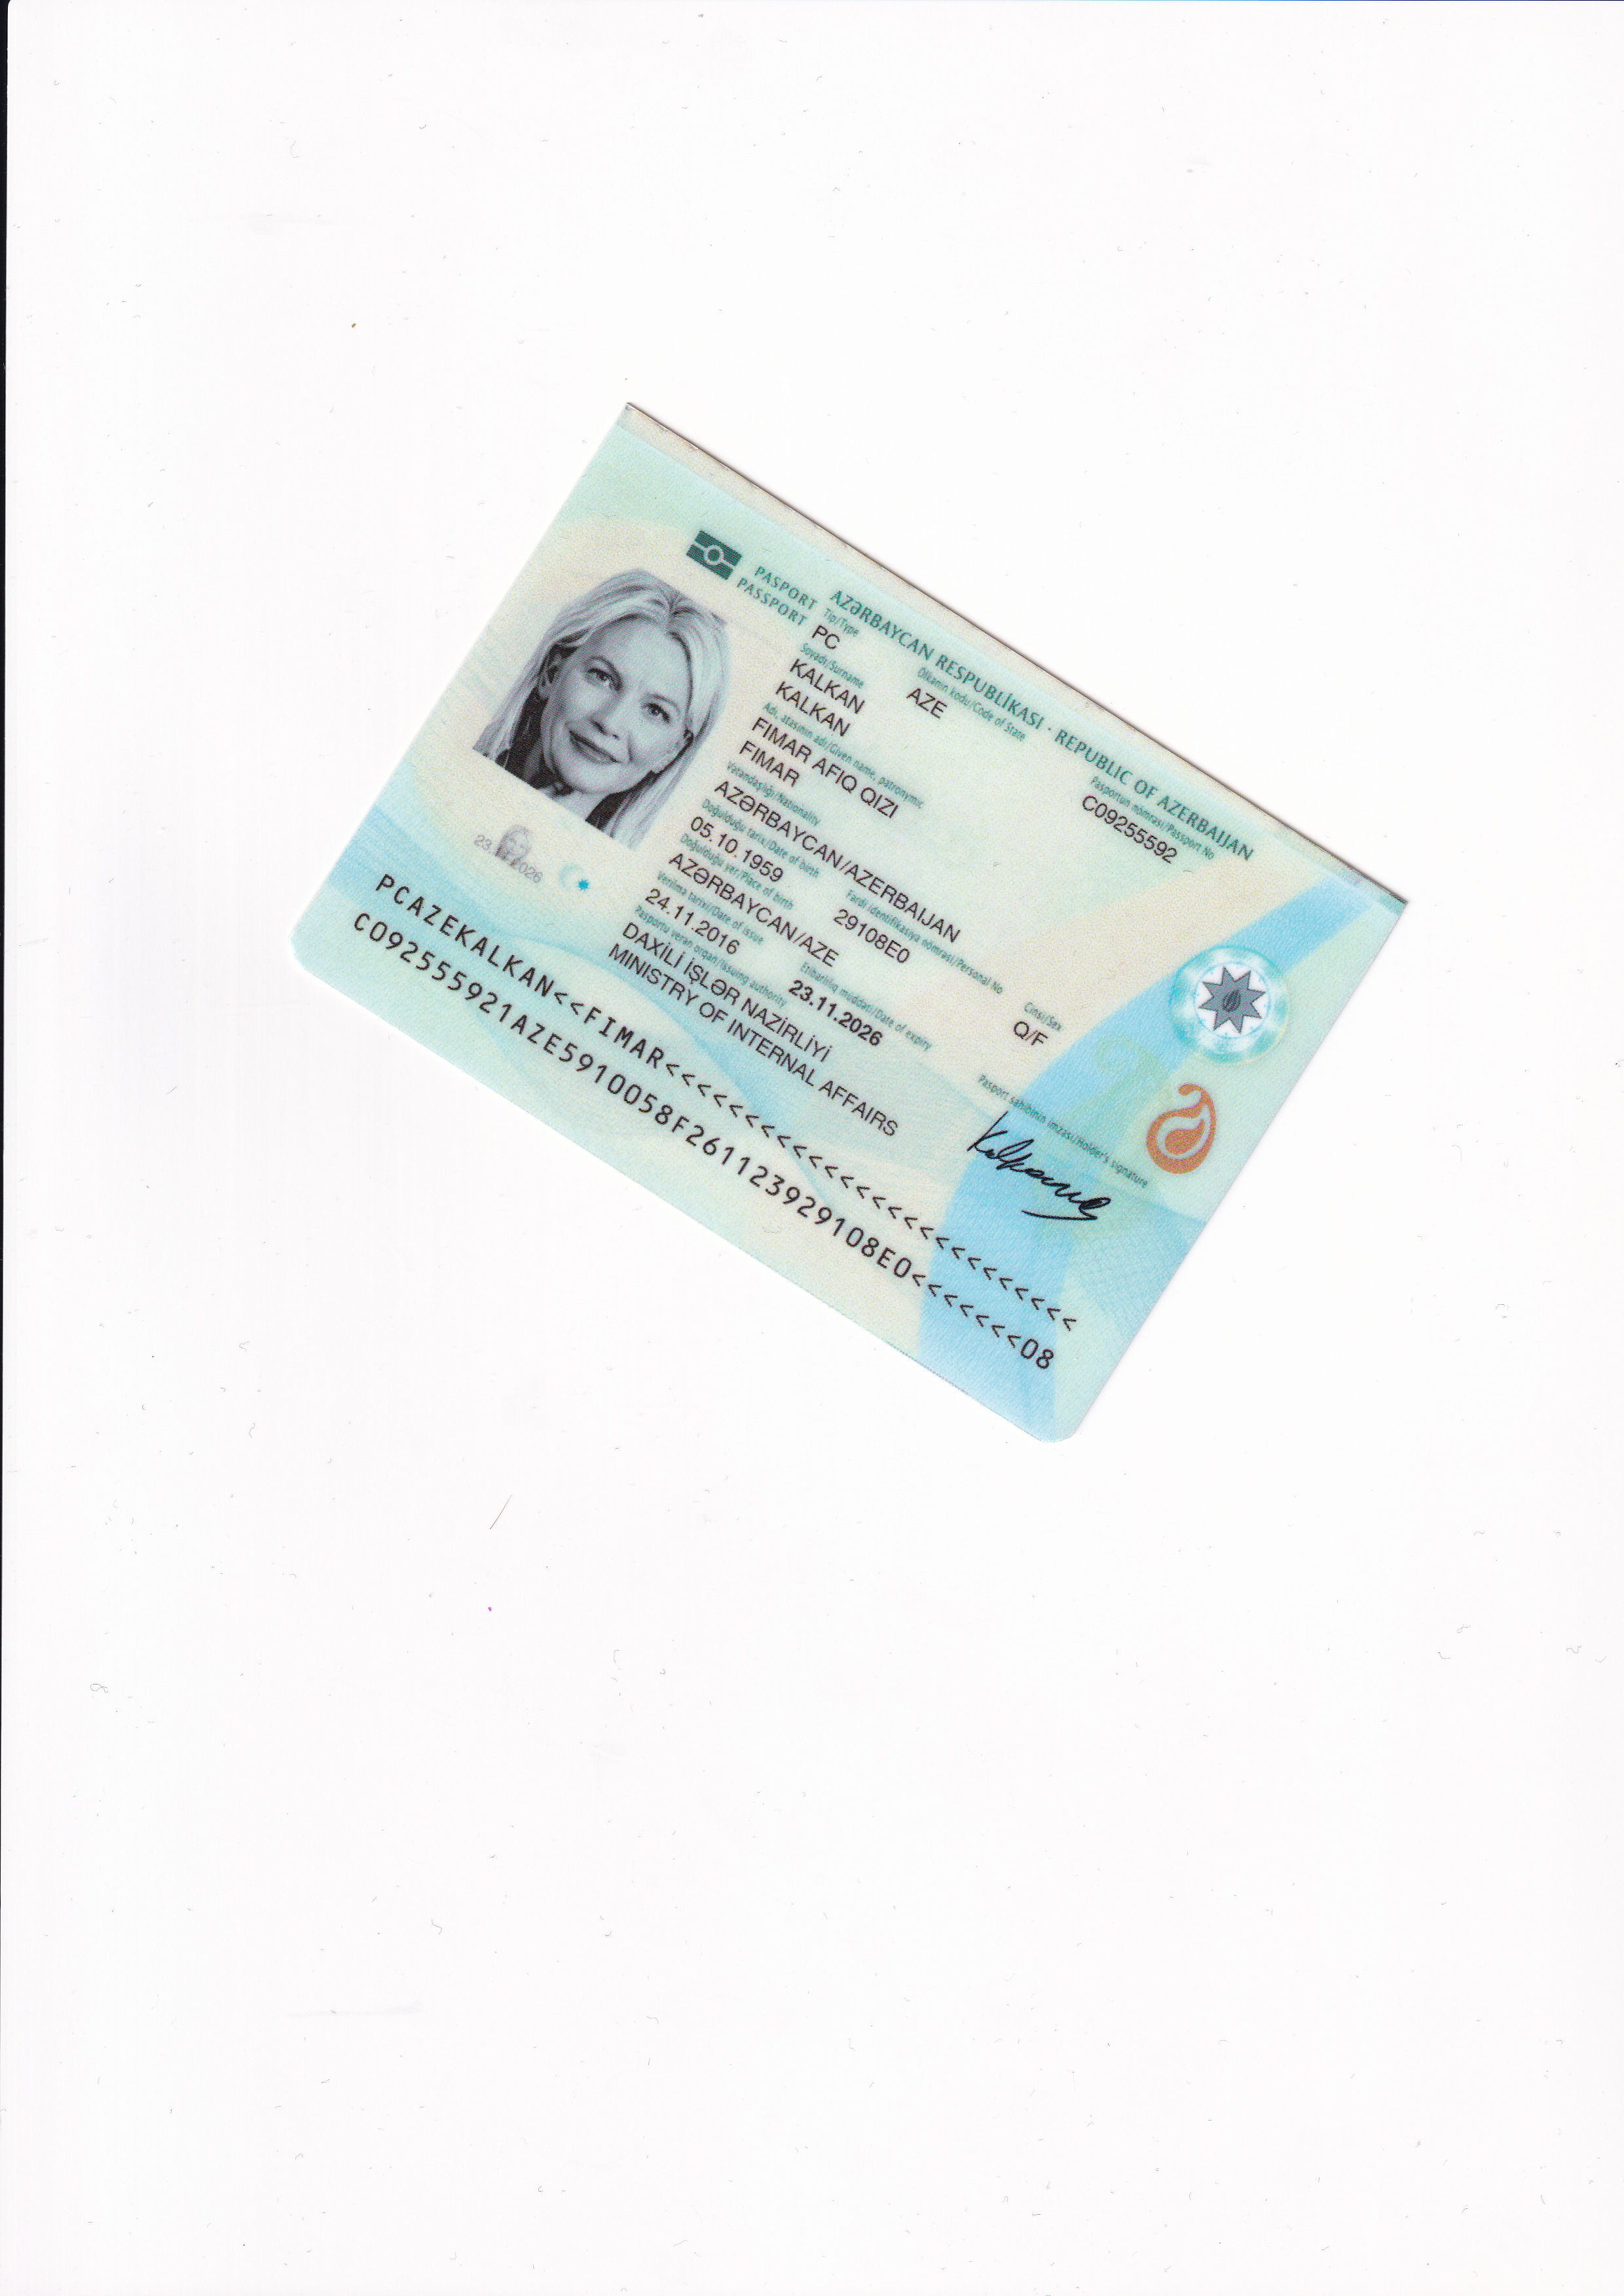 AZƏRBAYCAN RESPUBLİKASI · REPUBLIC OF AZERBAIJAN
PASPORT
PASSPORT
Tip/Type
PC
Ölkənin kodu/Code of State
AZE
Pasportun nömrəsi/Passport No
C09255592
Soyadı/Surname
KALKAN
KALKAN
Adı, atasının adı/Given name, patronymic
FIMAR AFIQ QIZI
FIMAR
Vətəndaşlığı/Nationality
AZƏRBAYCAN/AZERBAIJAN
Doğulduğu tarix/Date of birth
05.10.1959
Fərdi identifikasiya nömrəsi/Personal No
29108E0
Doğulduğu yer/Place of birth
AZƏRBAYCAN/AZE
Cinsi/Sex
Q/F
Verilmə tarixi/Date of issue
24.11.2016
Etibarlılıq müddəti/Date of expiry
23.11.2026
Pasportu verən orqan/Issuing authority
DAXİLİ İŞLƏR NAZİRLİYİ
MINISTRY OF INTERNAL AFFAIRS
Pasport sahibinin imzası/Holder's signature
23.11.2026
PCAZEKALKAN<<FIMAR<<<<<<<<<<<<<<<<<<<<<<<<<<
C092555921AZE5910058F261123929108E0<<<<<<<08